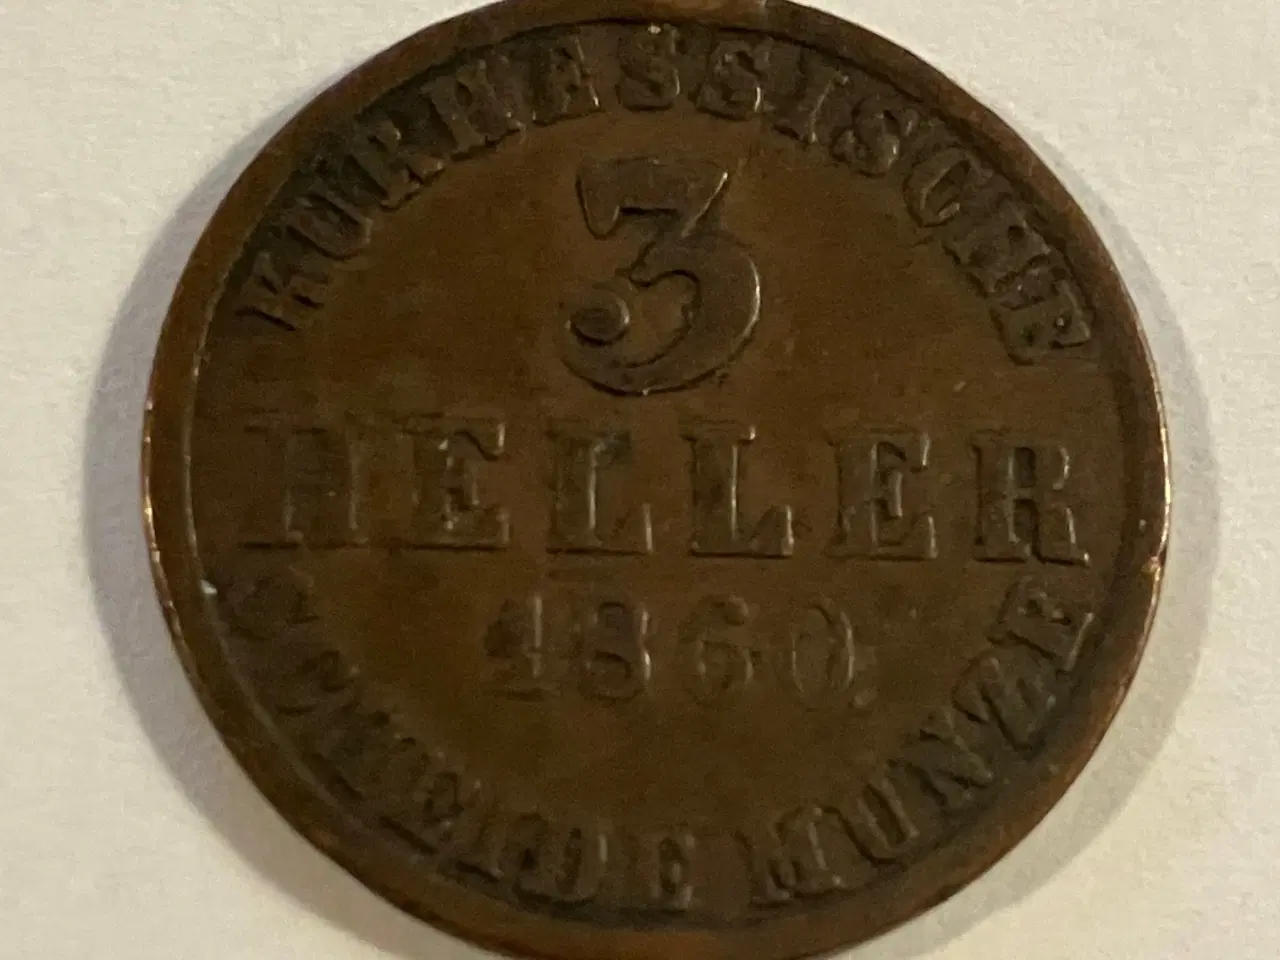 KURHESSISCHE
3
HELLER
1860
SCHEIDE MÜNZE